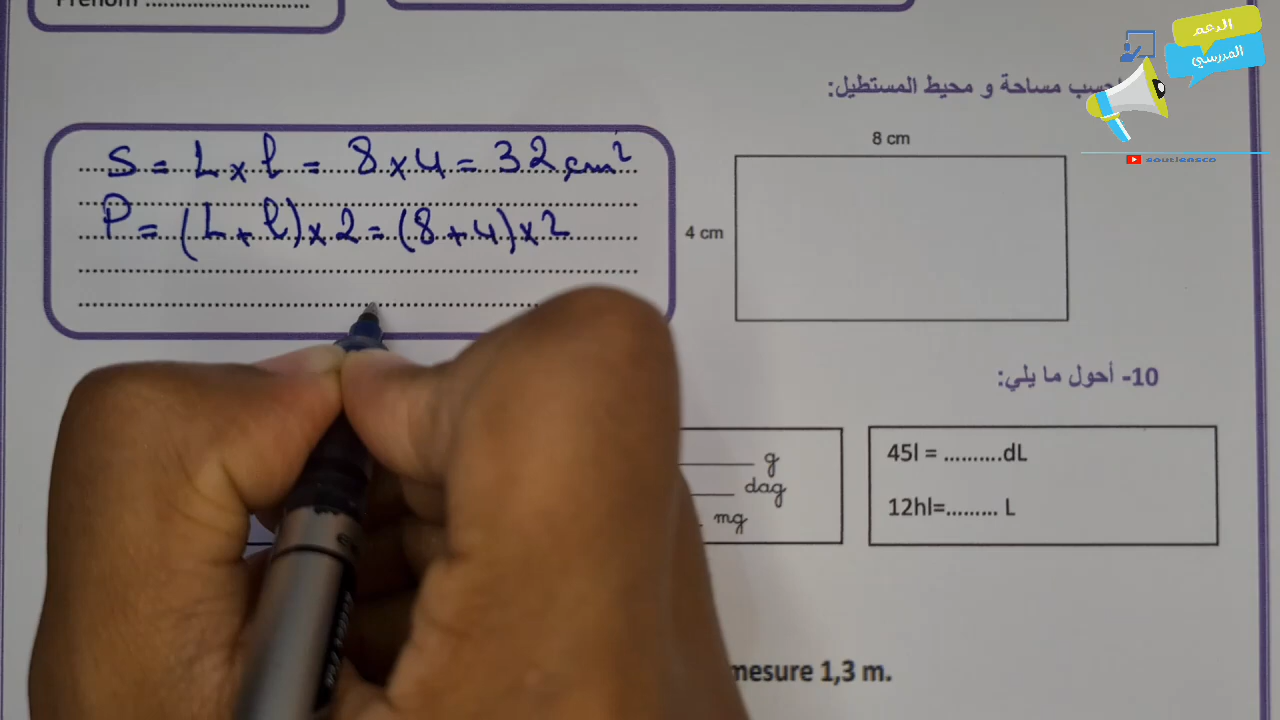 Prénom ..............................
الدعم
المدرسي
احسب مساحة و محيط المستطيل:
soutiensco
8 cm
S = L x l = 8 x 4 = 32 cm²
P = (L + l) x 2 = (8 + 4) x 2
4 cm
10- أحول ما يلي:
g
dag
mg
45l = ..........dL
12hl=......... L
mesure 1,3 m.